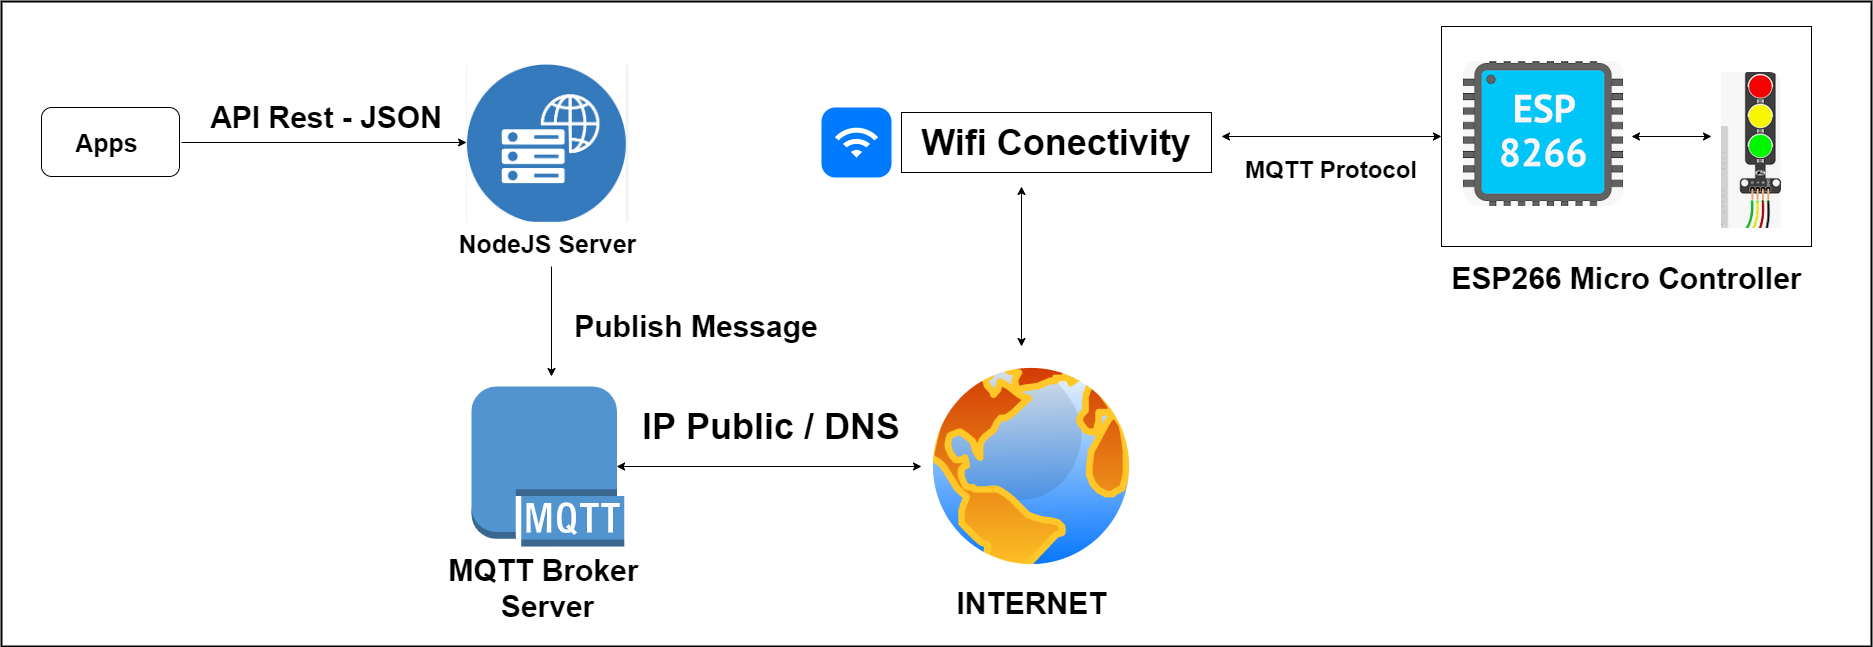 Apps
API Rest - JSON
NodeJS Server
Publish Message
MQTT
MQTT Broker
Server
IP Public / DNS
INTERNET
Wifi Conectivity
MQTT Protocol
ESP
8266
ESP266 Micro Controller